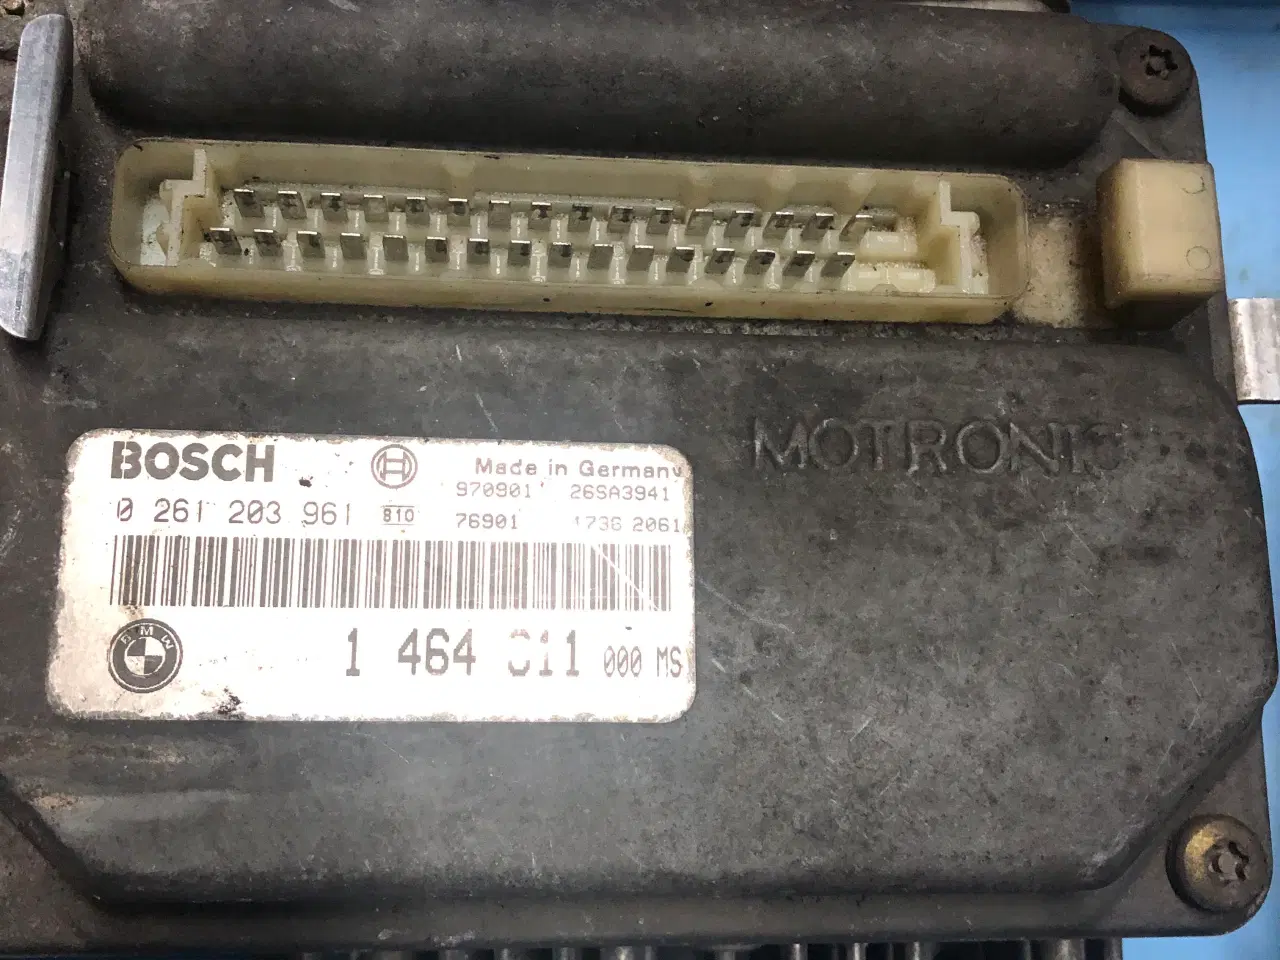 MOTRONIC
BOSCH
Made in Germany
970901 26SA3941
0 261 203 961 810 76901 1736 2061
BMW
1 464 011 000 MS